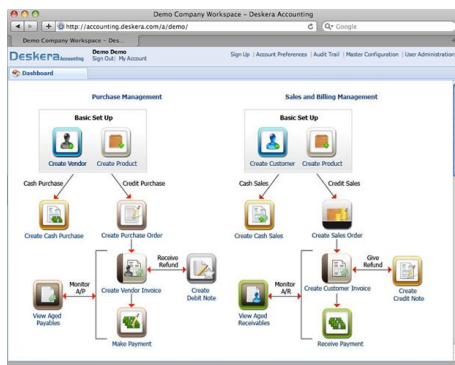 Demo Company Workspace - Deskera Accounting
http://accounting.deskera.com/a/demo/
Google
Demo Company Workspace - Des...
Deskera Accounting
Demo Demo
Sign Out| My Account
Sign Up | Account Preferences | Audit Trail | Master Configuration | User Administration
Dashboard
Purchase Management
Basic Set Up
Create Vendor
Create Product
Cash Purchase
Credit Purchase
Create Cash Purchase
Create Purchase Order
Receive
Refund
Monitor
A/P
Create Vendor Invoice
Create
Debit Note
View Aged
Payables
Make Payment
Sales and Billing Management
Basic Set Up
Create Customer
Create Product
Cash Sales
Credit Sales
Create Cash Sales
Create Sales Order
Give
Refund
Monitor
A/R
Create Customer Invoice
Create
Credit Note
View Aged
Receivables
Receive Payment